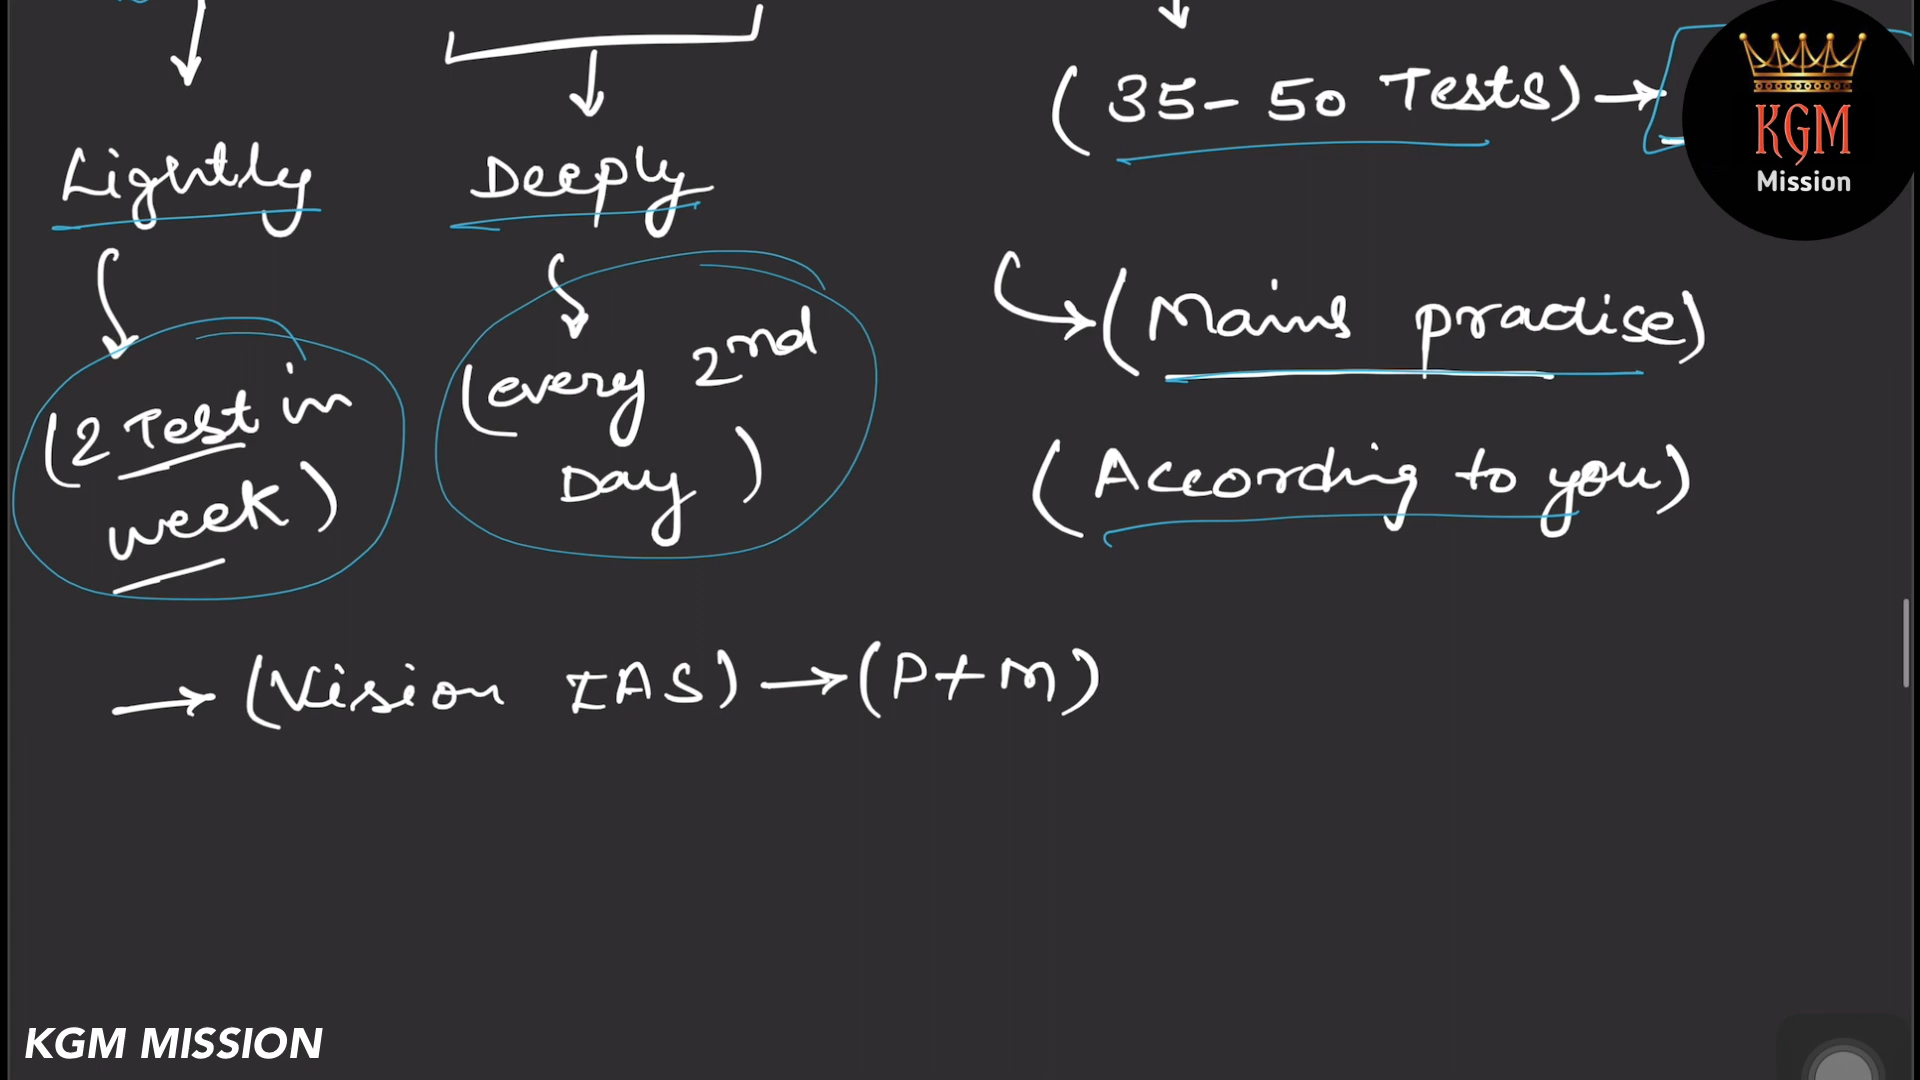 (35-50 Tests) →
KGM
Mission
Lightly
Deeply
(Mains practise)
(every 2nd
Day)
(2 Test in
week)
(According to you)
→ (Vision IAS) → (P+M)
KGM MISSION